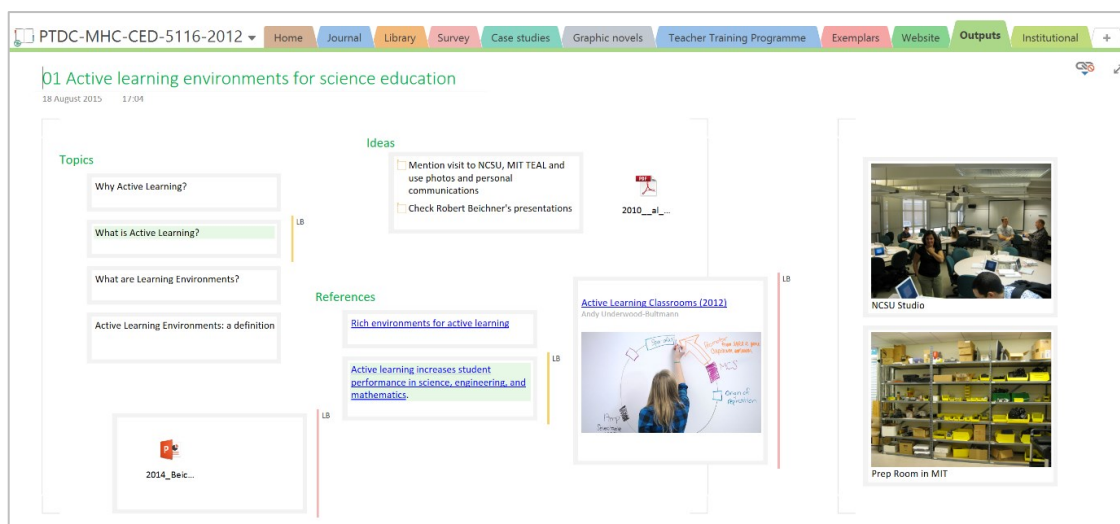 PTDC-MHC-CED-5116-2012
Home
Journal
Library
Survey
Case studies
Graphic novels
Teacher Training Programme
Exemplars
Website
Outputs
Institutional
+
01 Active learning environments for science education
18 August 2015 17:04
Topics
Why Active Learning?
What is Active Learning?
LB
What are Learning Environments?
Active Learning Environments: a definition
Ideas
Mention visit to NCSU, MIT TEAL and
use photos and personal
communications
Check Robert Beichner's presentations
PDF
2010__al_...
References
Rich environments for active learning
Active learning increases student
performance in science, engineering, and
mathematics.
LB
Active Learning Classrooms (2012)
Andy Underwood-Bultmann
MCS
LB
P
2014_Beic...
LB
NCSU Studio
Prep Room in MIT